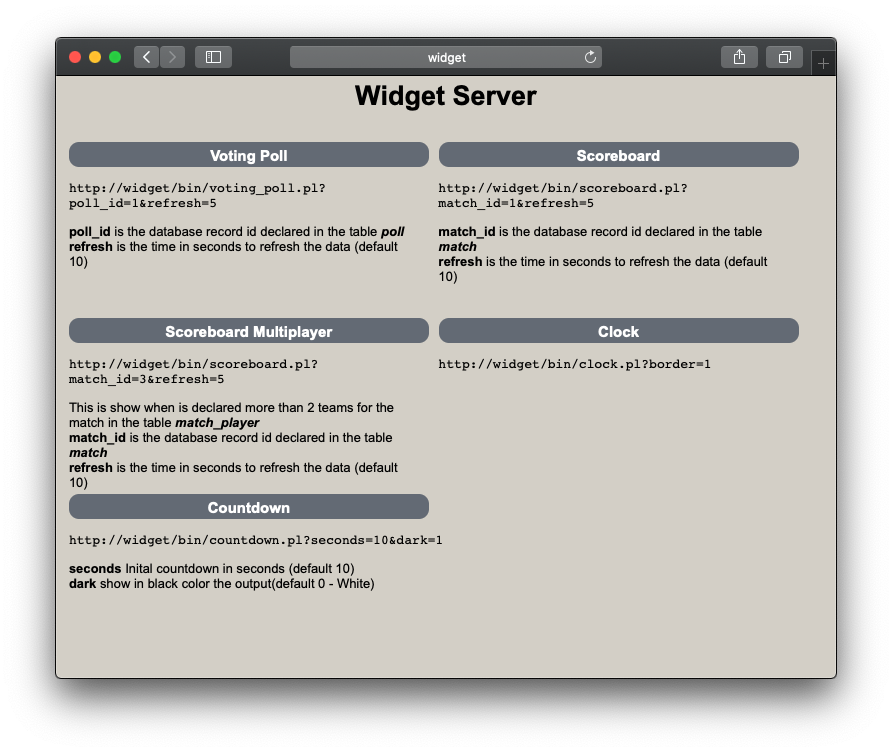 widget
Widget Server
Voting Poll
http://widget/bin/voting_poll.pl?
poll_id=1&refresh=5
poll_id is the database record id declared in the table poll
refresh is the time in seconds to refresh the data (default
10)
Scoreboard
http://widget/bin/scoreboard.pl?
match_id=1&refresh=5
match_id is the database record id declared in the table
match
refresh is the time in seconds to refresh the data (default
10)
Scoreboard Multiplayer
http://widget/bin/scoreboard.pl?
match_id=3&refresh=5
This is show when is declared more than 2 teams for the
match in the table match_player
match_id is the database record id declared in the table
match
refresh is the time in seconds to refresh the data (default
10)
Clock
http://widget/bin/clock.pl?border=1
Countdown
http://widget/bin/countdown.pl?seconds=10&dark=1
seconds Inital countdown in seconds (default 10)
dark show in black color the output(default 0 - White)